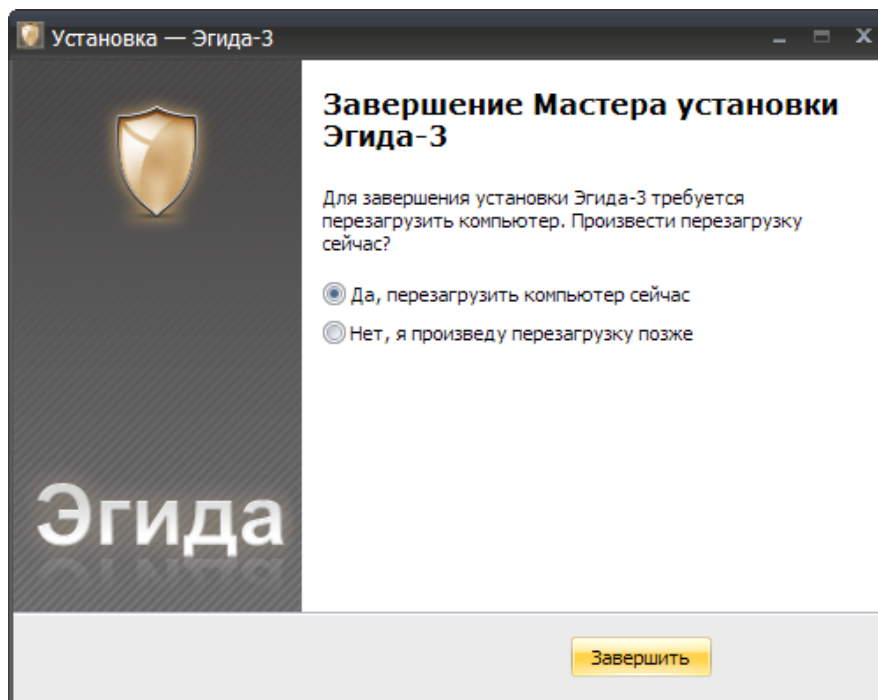 Установка — Эгида-3
Завершение Мастера установки
Эгида-3
Для завершения установки Эгида-3 требуется
перезагрузить компьютер. Произвести перезагрузку
сейчас?
Да, перезагрузить компьютер сейчас
Нет, я произведу перезагрузку позже
Эгида
Завершить